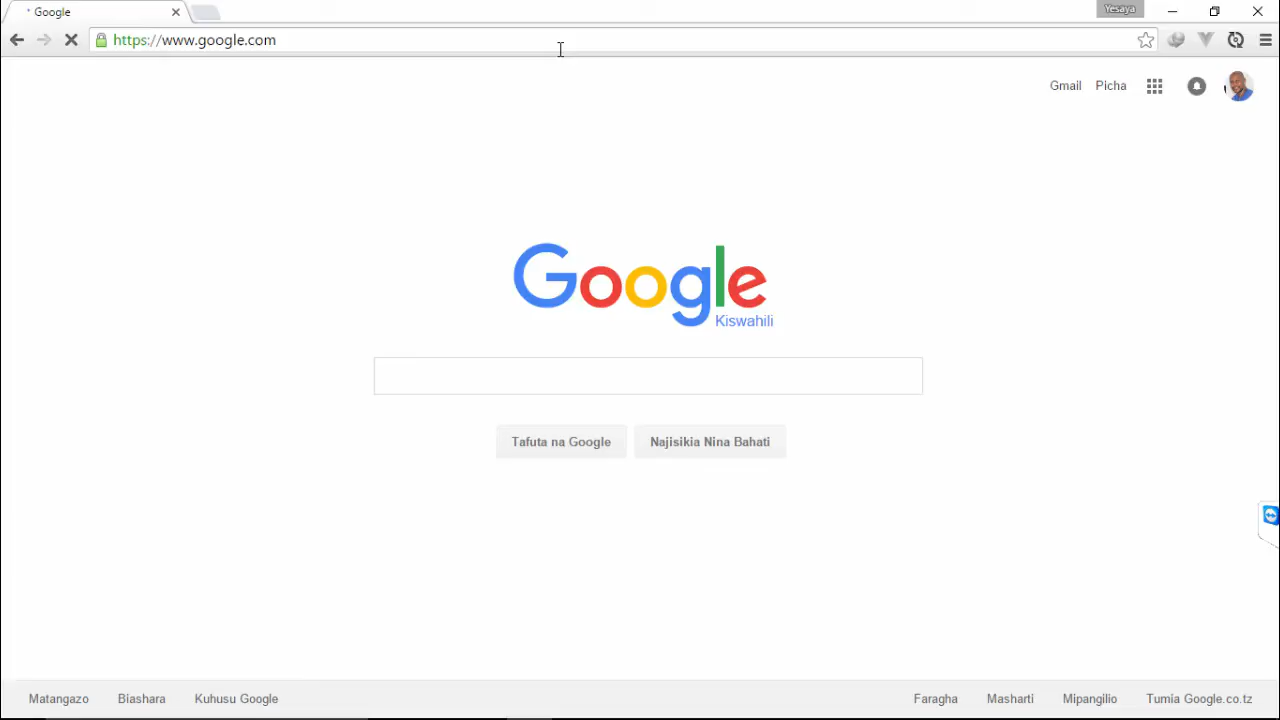 Google
Yesaya
https://www.google.com
Gmail Picha
Google
Kiswahili
Tafuta na Google Najisikia Nina Bahati
Matangazo Biashara Kuhusu Google Faragha Masharti Mipangilio Tumia Google.co.tz